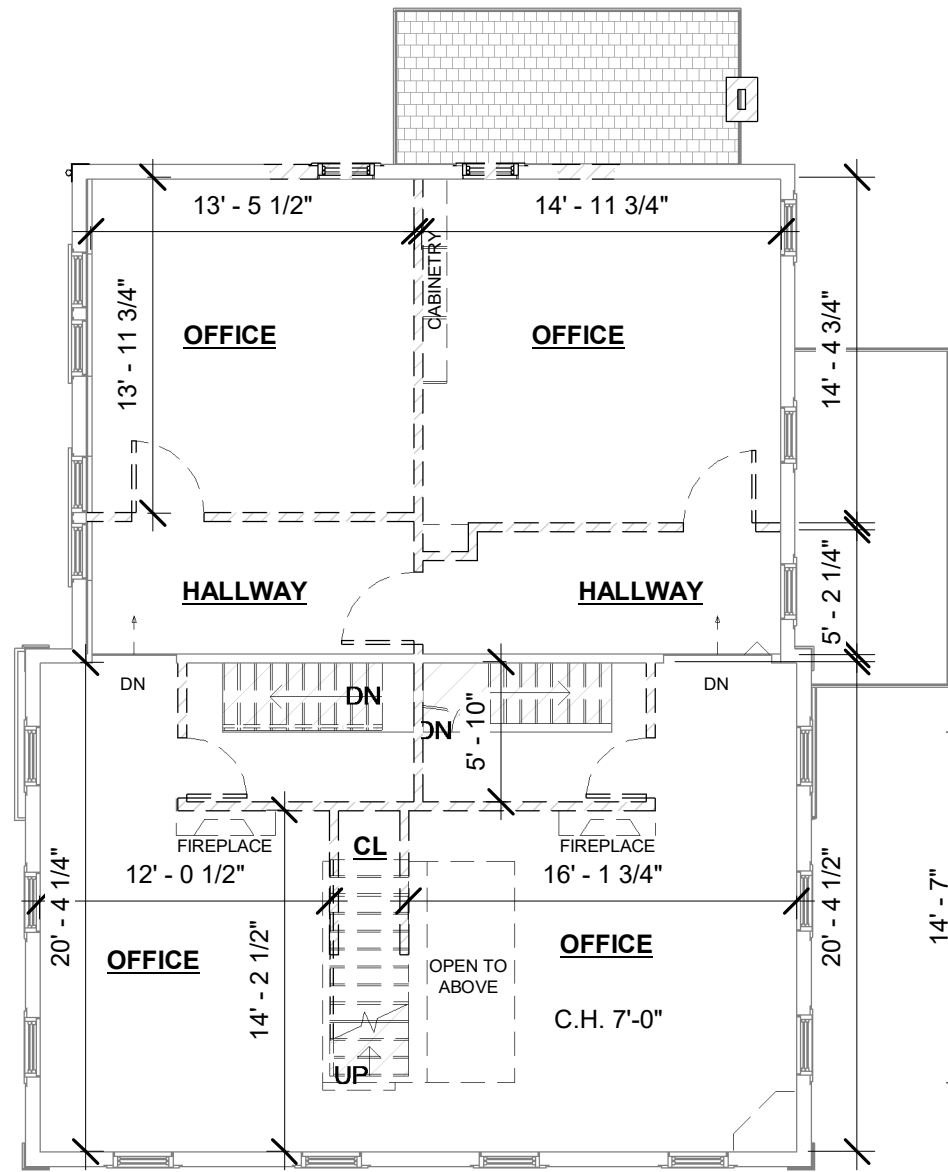 13' - 5 1/2"
14' - 11 3/4"
CABINETRY
13' - 11 3/4"
14' - 4 3/4"
OFFICE
OFFICE
HALLWAY
HALLWAY
5' - 2 1/4"
DN
DN
DN
DN
5' - 10"
FIREPLACE
CL
FIREPLACE
12' - 0 1/2"
16' - 1 3/4"
20' - 4 1/4"
14' - 2 1/2"
20' - 4 1/2"
14' - 7"
OFFICE
OFFICE
OPEN TO
ABOVE
C.H. 7'-0"
UP